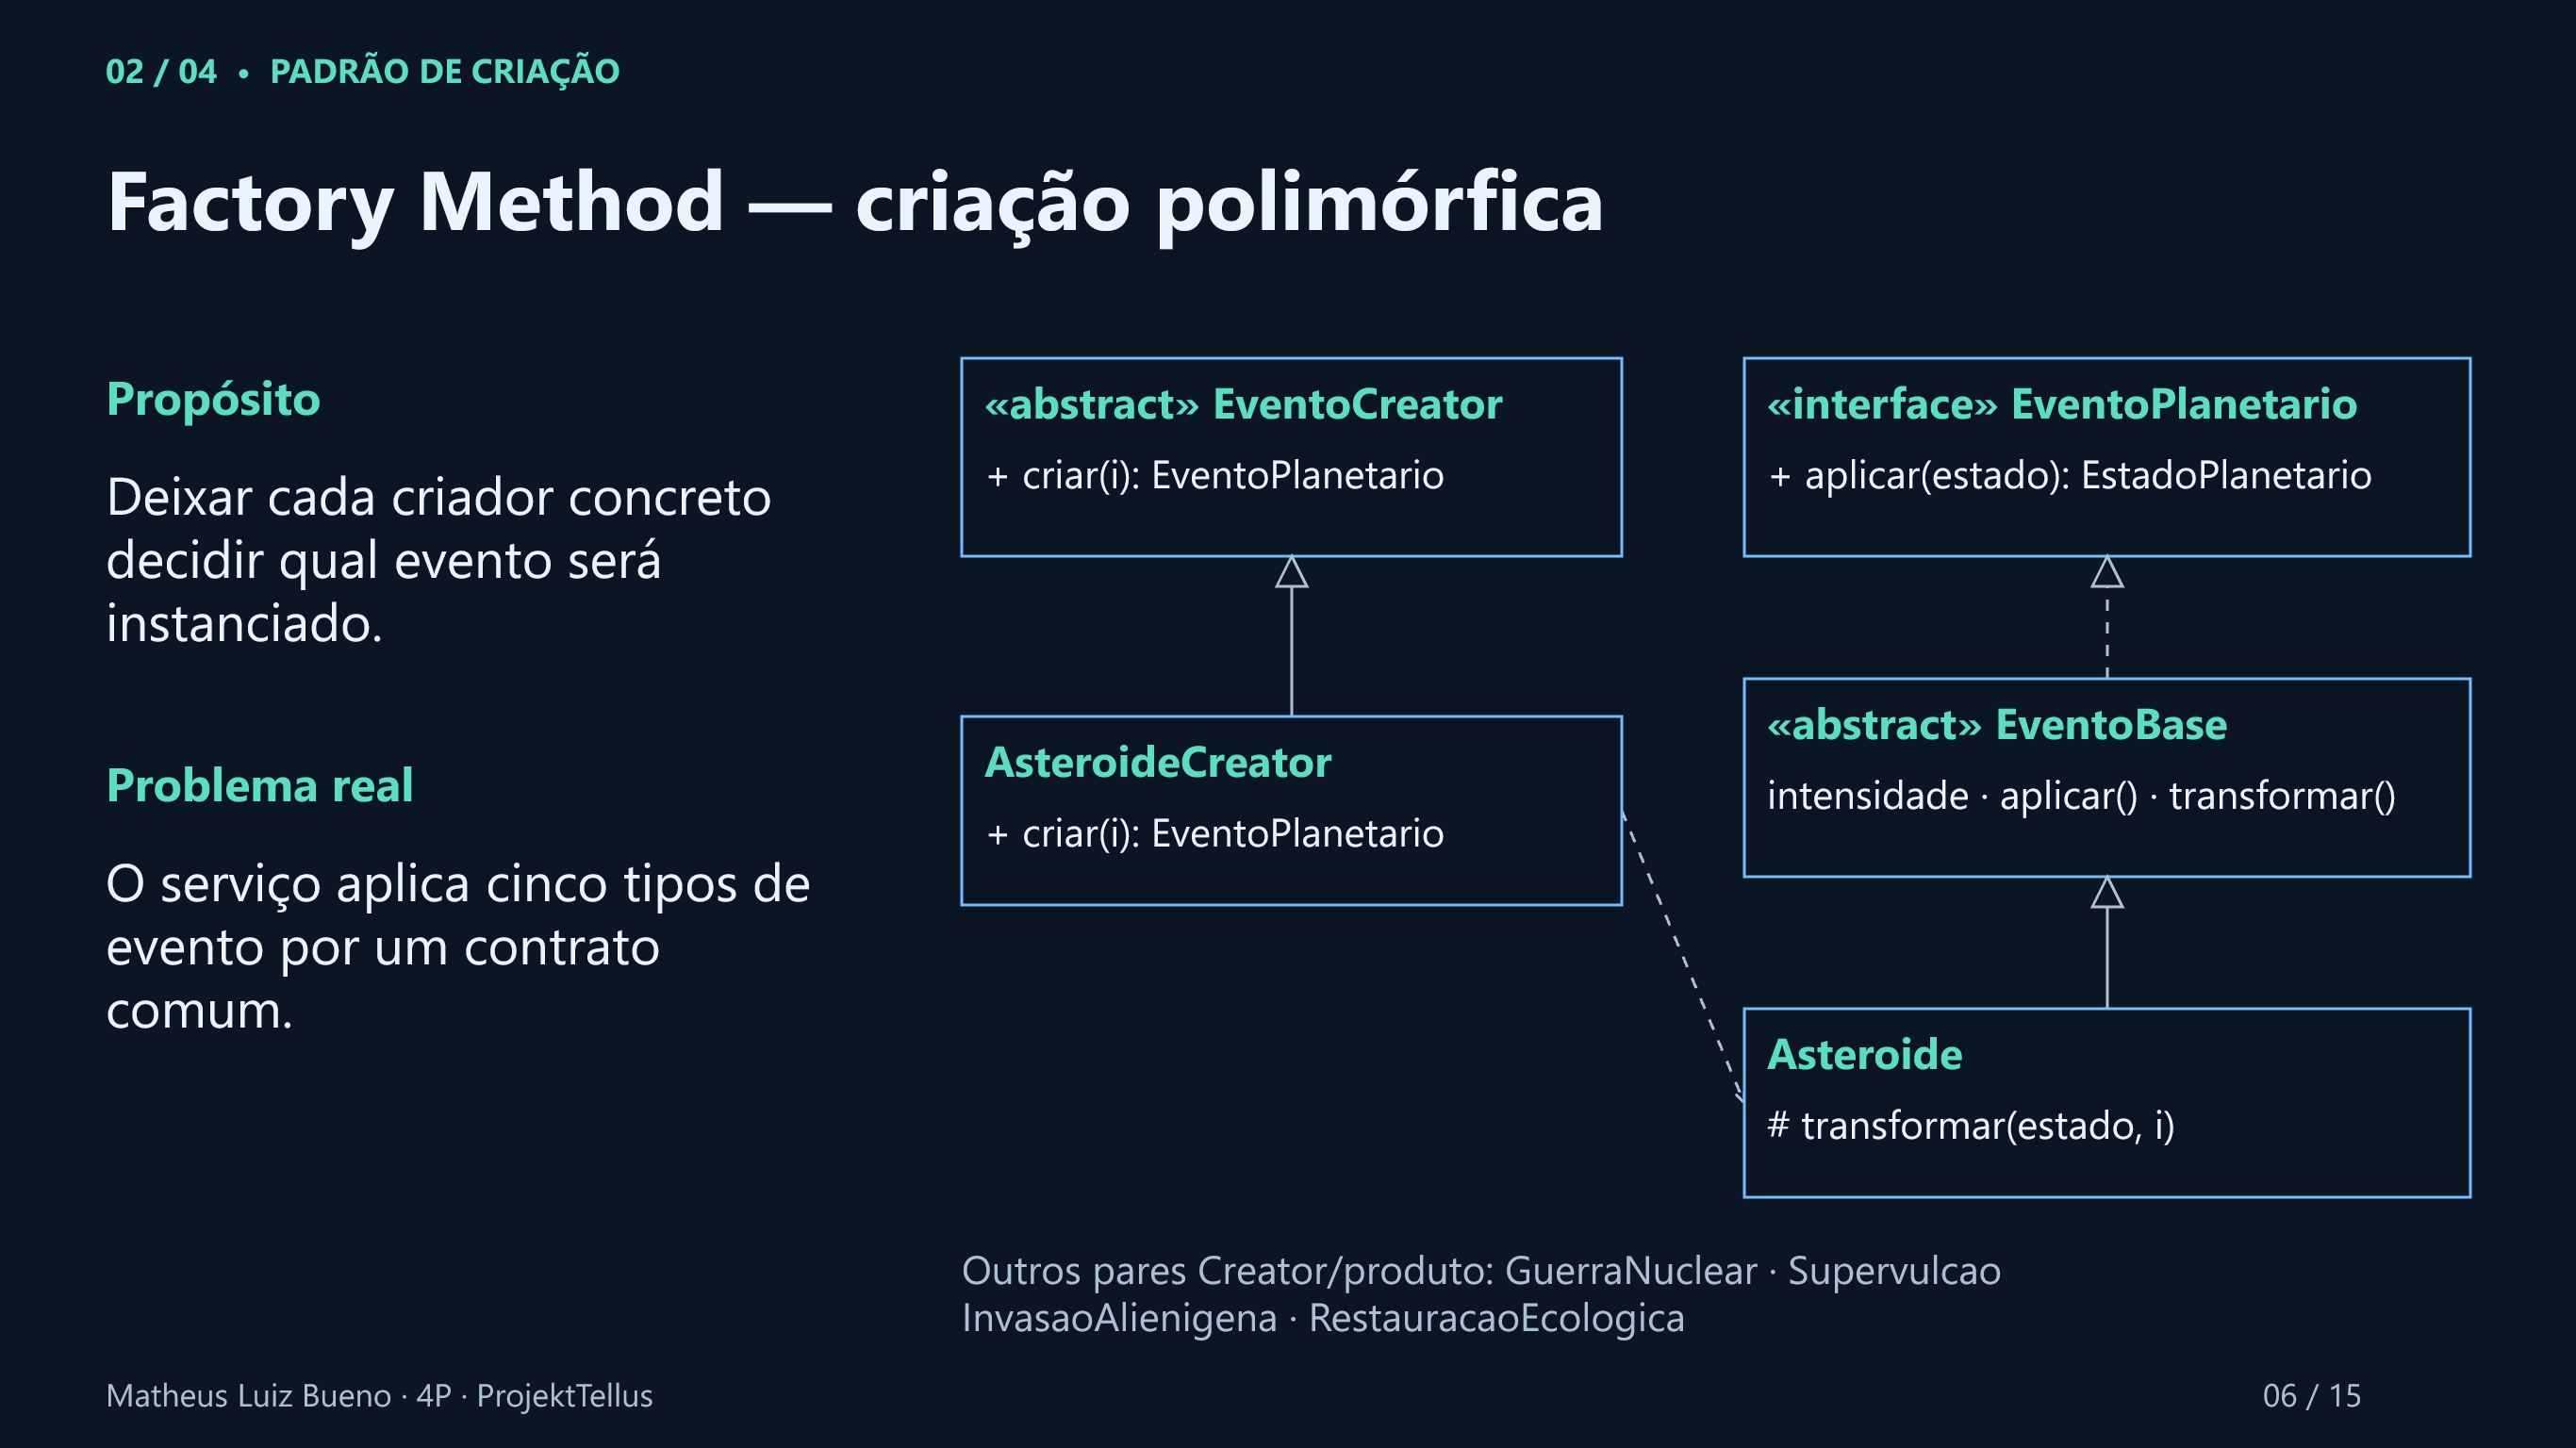 02 / 04 • PADRÃO DE CRIAÇÃO
Factory Method — criação polimórfica
Propósito
Deixar cada criador concreto
decidir qual evento será
instanciado.
Problema real
O serviço aplica cinco tipos de
evento por um contrato
comum.
«abstract» EventoCreator
+ criar(i): EventoPlanetario
AsteroideCreator
+ criar(i): EventoPlanetario
«interface» EventoPlanetario
+ aplicar(estado): EstadoPlanetario
«abstract» EventoBase
intensidade · aplicar() · transformar()
Asteroide
# transformar(estado, i)
Outros pares Creator/produto: GuerraNuclear · Supervulcao
InvasaoAlienigena · RestauracaoEcologica
Matheus Luiz Bueno · 4P · ProjektTellus
06 / 15